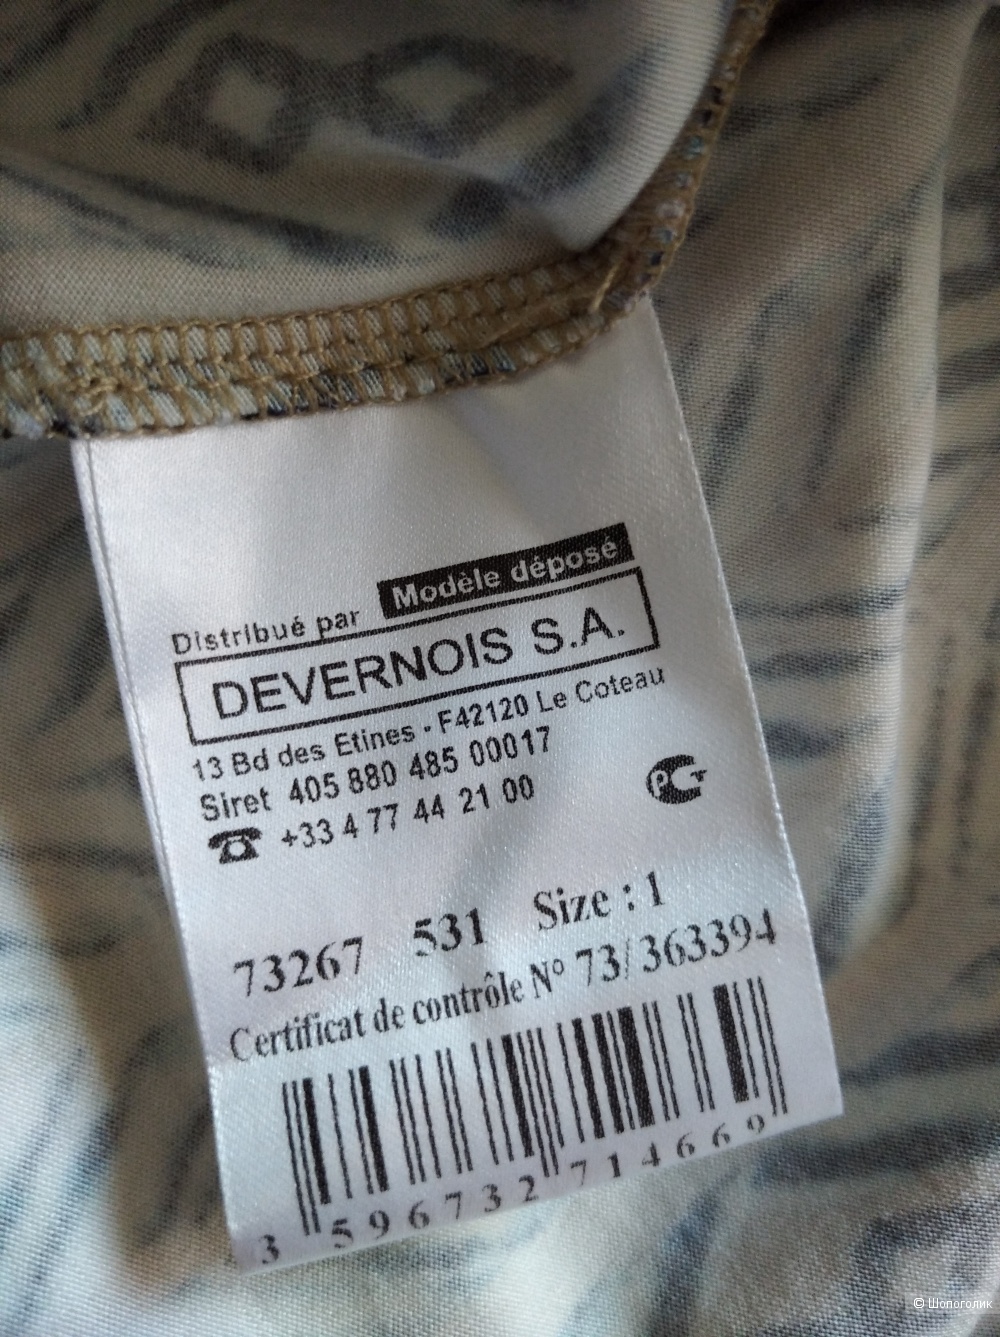 Modèle déposé
Distribué par
DEVERNOIS S.A.
13 Bd des Etines - F42120 Le Coteau
Siret 405 880 485 00017
☎ +33 4 77 44 21 00
РСТ
73267 531 Size : 1
Certificat de contrôle N° 73/363394
3 596732 714669
© Шопоголик